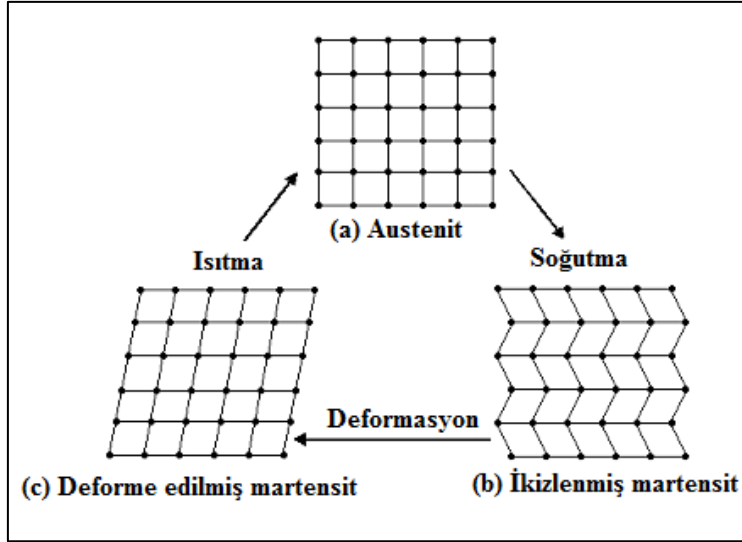 (a) Austenit
Isıtma
Soğutma
Deformasyon
(c) Deforme edilmiş martensit
(b) İkizlenmiş martensit